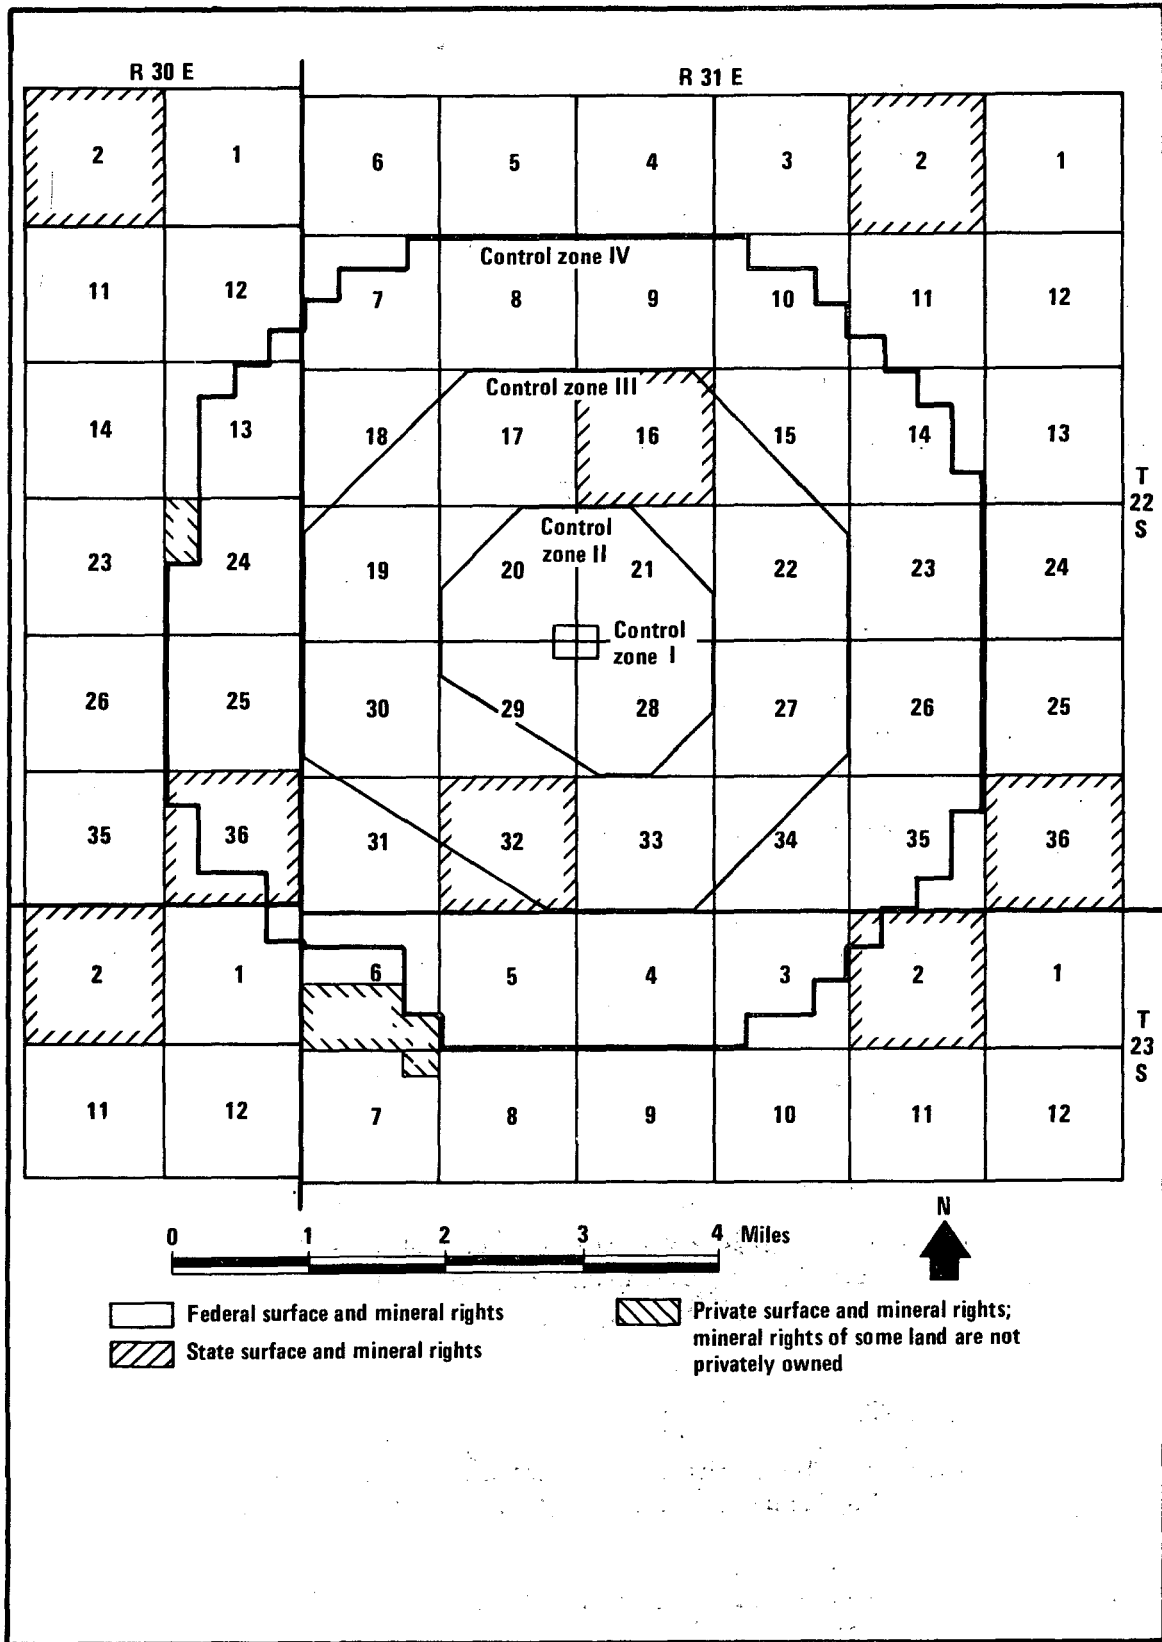 R 30 E
R 31 E
2 1 6 5 4 3 2 1
Control zone IV
11 12 7 8 9 10 11 12
Control zone III
14 13 18 17 16 15 14 13
T
22
S
Control
zone II
23 24 19 20 21 22 23 24
Control
zone I
26 25 30 29 28 27 26 25
35 36 31 32 33 34 35 36
2 1 6 5 4 3 2 1
T
23
S
11 12 7 8 9 10 11 12
N
0 1 2 3 4 Miles
Federal surface and mineral rights
State surface and mineral rights
Private surface and mineral rights;
mineral rights of some land are not
privately owned